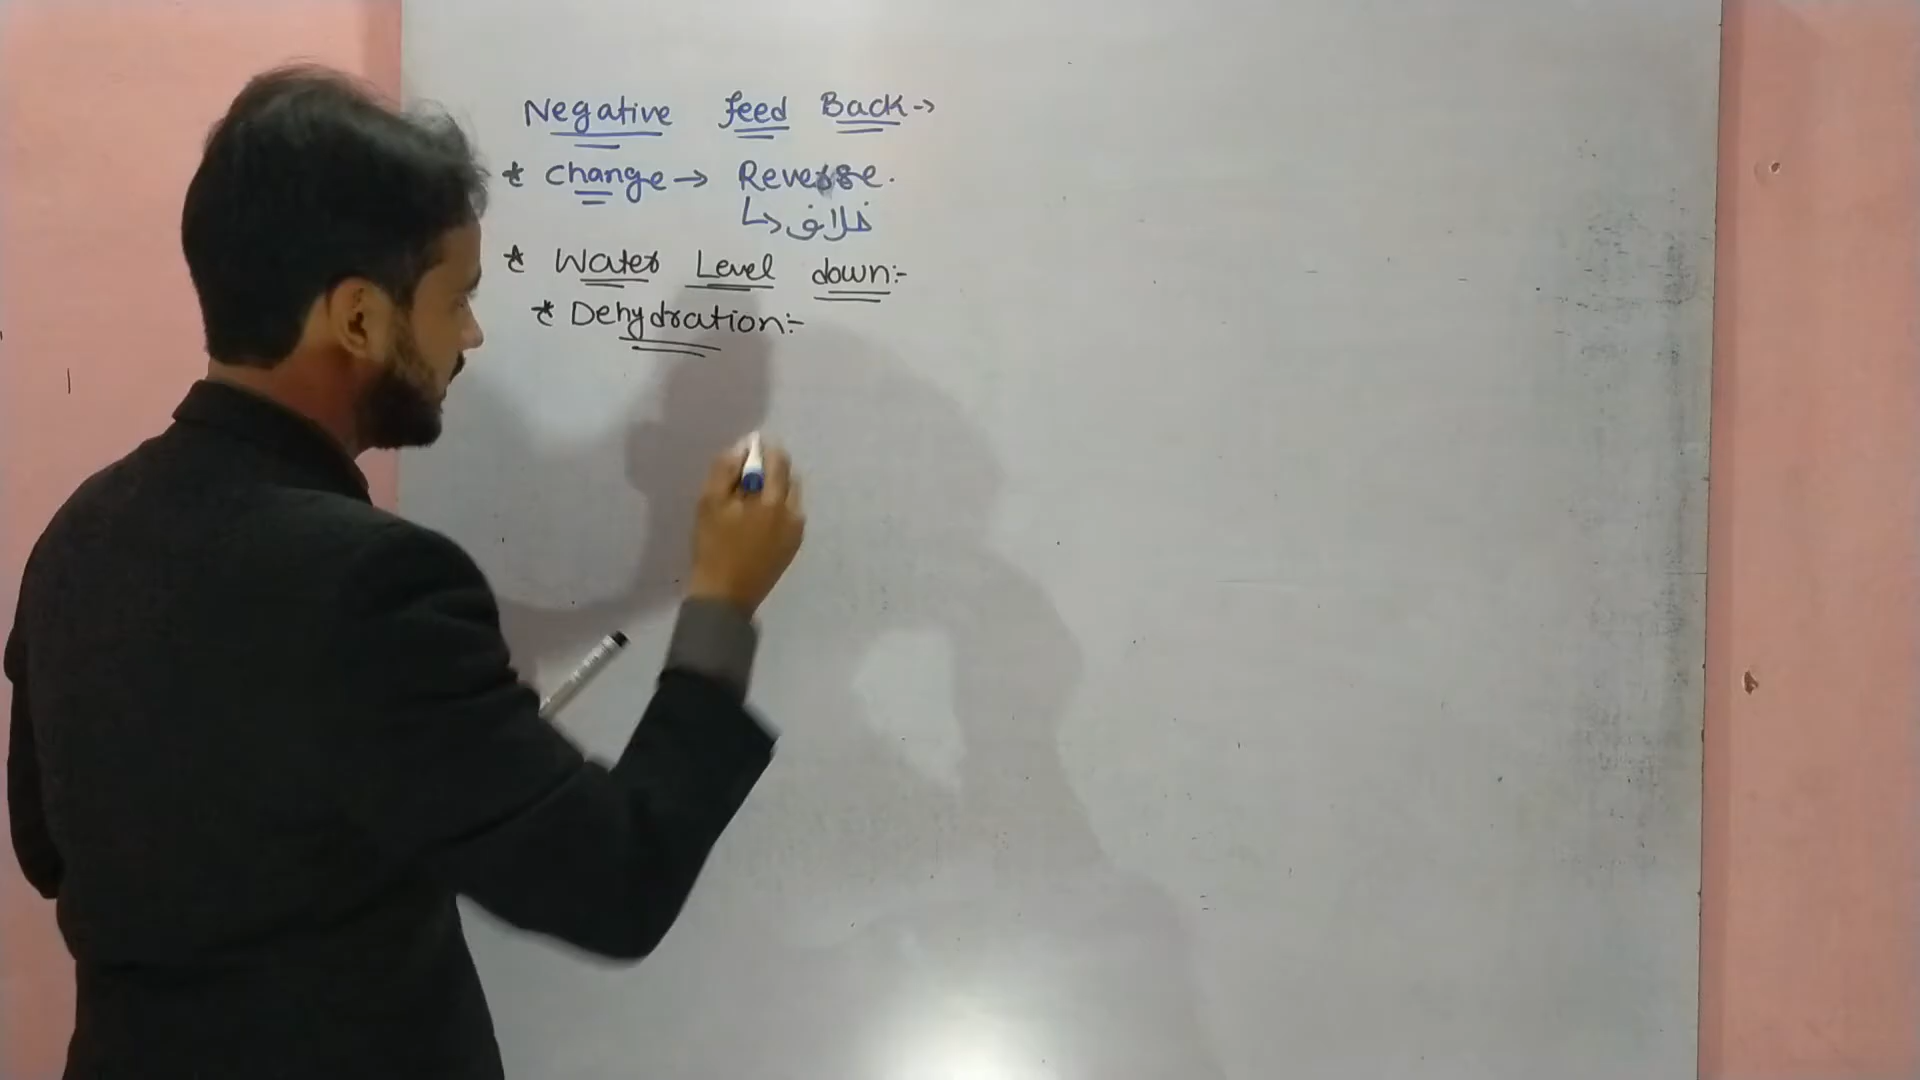 Negative feed Back->
* Change -> Reverse.
↳ خلاف
* Water Level down:-
* Dehydration:-